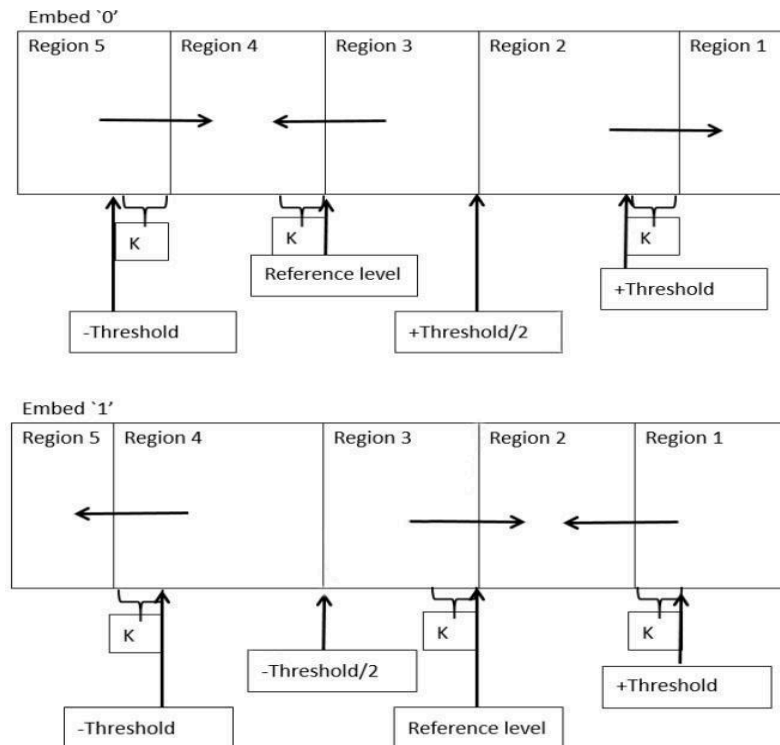 Embed `0’
Region 5 Region 4 Region 3 Region 2 Region 1
K K K
Reference level
+Threshold
-Threshold
+Threshold/2
Embed `1’
Region 5 Region 4 Region 3 Region 2 Region 1
K K K
-Threshold/2
+Threshold
-Threshold
Reference level